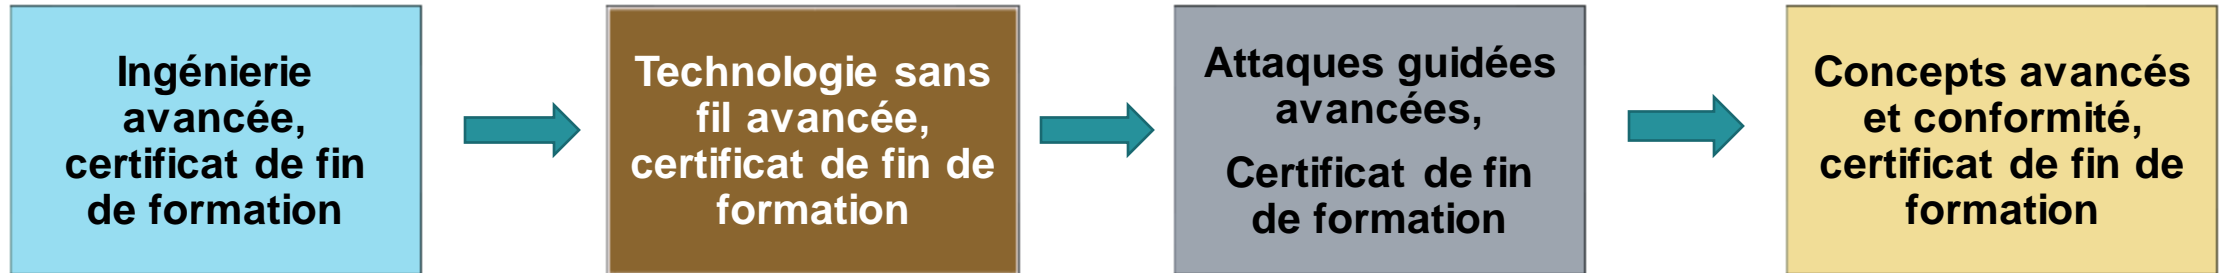 Ingénierie
avancée,
certificat de fin
de formation
Technologie sans
fil avancée,
certificat de fin de
formation
Attaques guidées
avancées,
Certificat de fin
de formation
Concepts avancés
et conformité,
certificat de fin de
formation